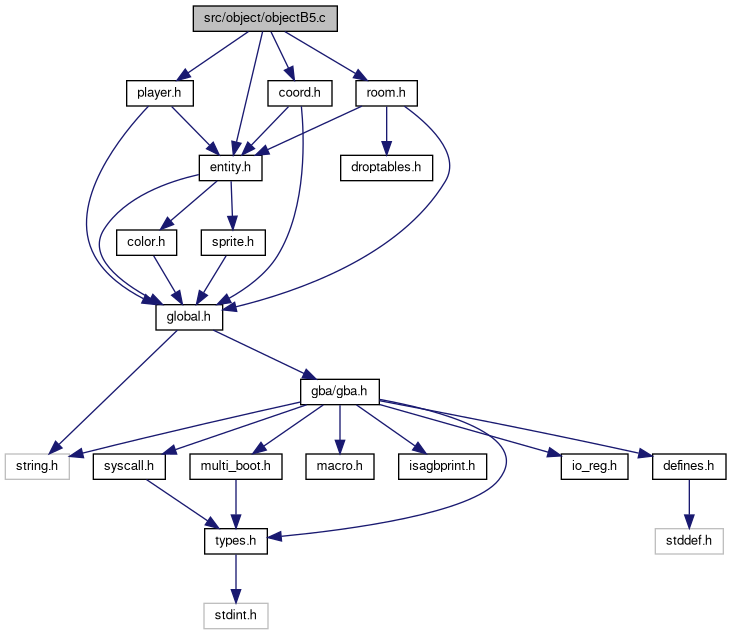 src/object/objectB5.c
player.h
coord.h
room.h
entity.h
droptables.h
color.h
sprite.h
global.h
gba/gba.h
string.h
syscall.h
multi_boot.h
macro.h
isagbprint.h
io_reg.h
defines.h
types.h
stddef.h
stdint.h